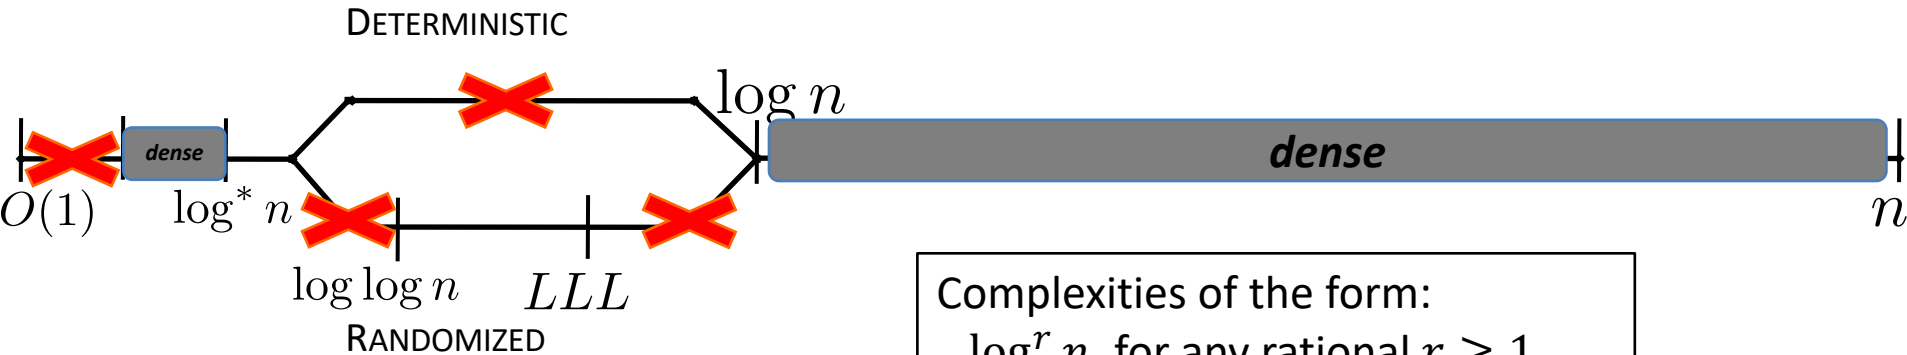 DETERMINISTIC
log n
dense
dense
O(1)
log* n
n
log log n
LLL
RANDOMIZED
Complexities of the form:
log^r n for any rational r ≥ 1